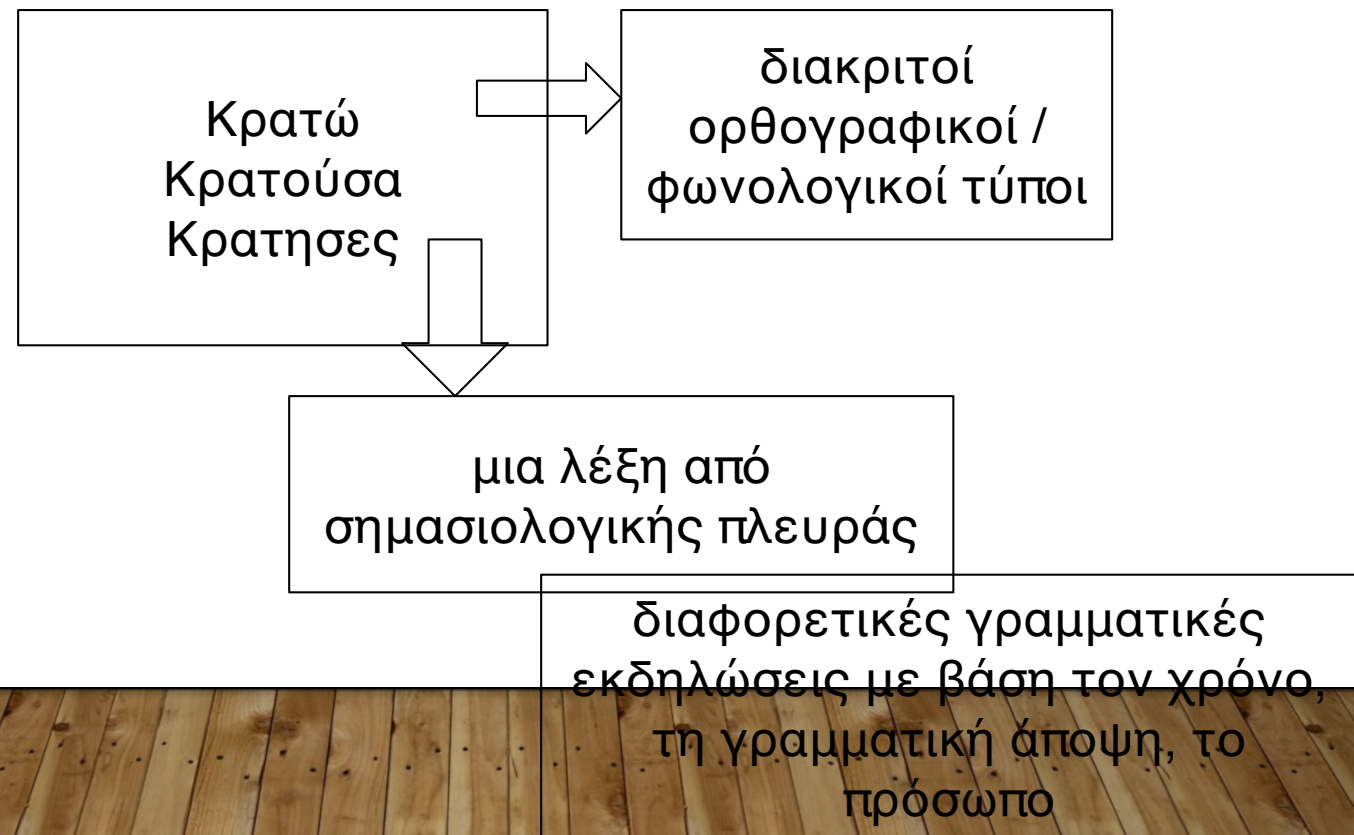 Κρατώ
Κρατούσα
Κρατησες
διακριτοί
ορθογραφικοί /
φωνολογικοί τύποι
μια λέξη από
σημασιολογικής πλευράς
διαφορετικές γραμματικές
εκδηλώσεις με βάση τον χρόνο,
τη γραμματική άποψη, το
πρόσωπο